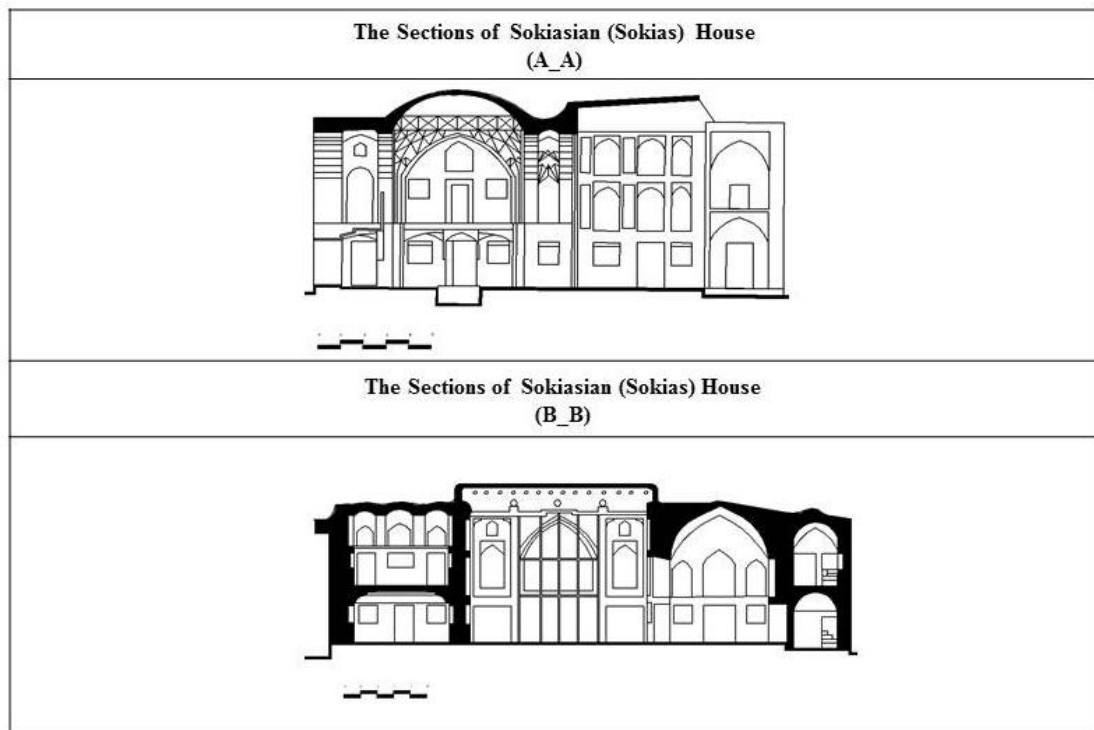 The Sections of Sokiasian (Sokias) House
(A_A)
The Sections of Sokiasian (Sokias) House
(B_B)